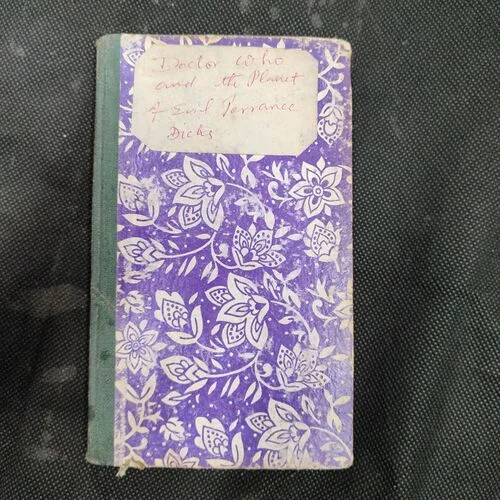 Doctor who
and the Planet
of Evil Terrance
Dicks